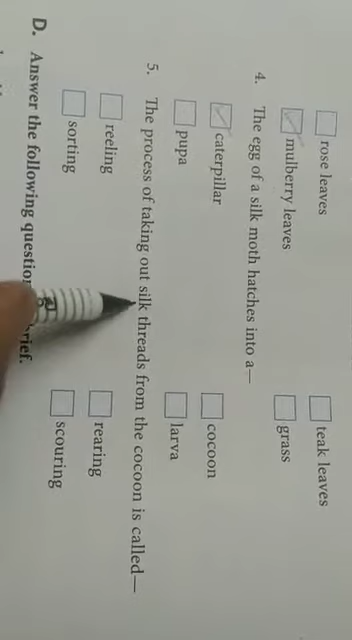 rose leaves teak leaves
mulberry leaves grass
4. The egg of a silk moth hatches into a—
caterpillar cocoon
pupa larva
5. The process of taking out silk threads from the cocoon is called—
reeling rearing
sorting scouring
D. Answer the following rief.